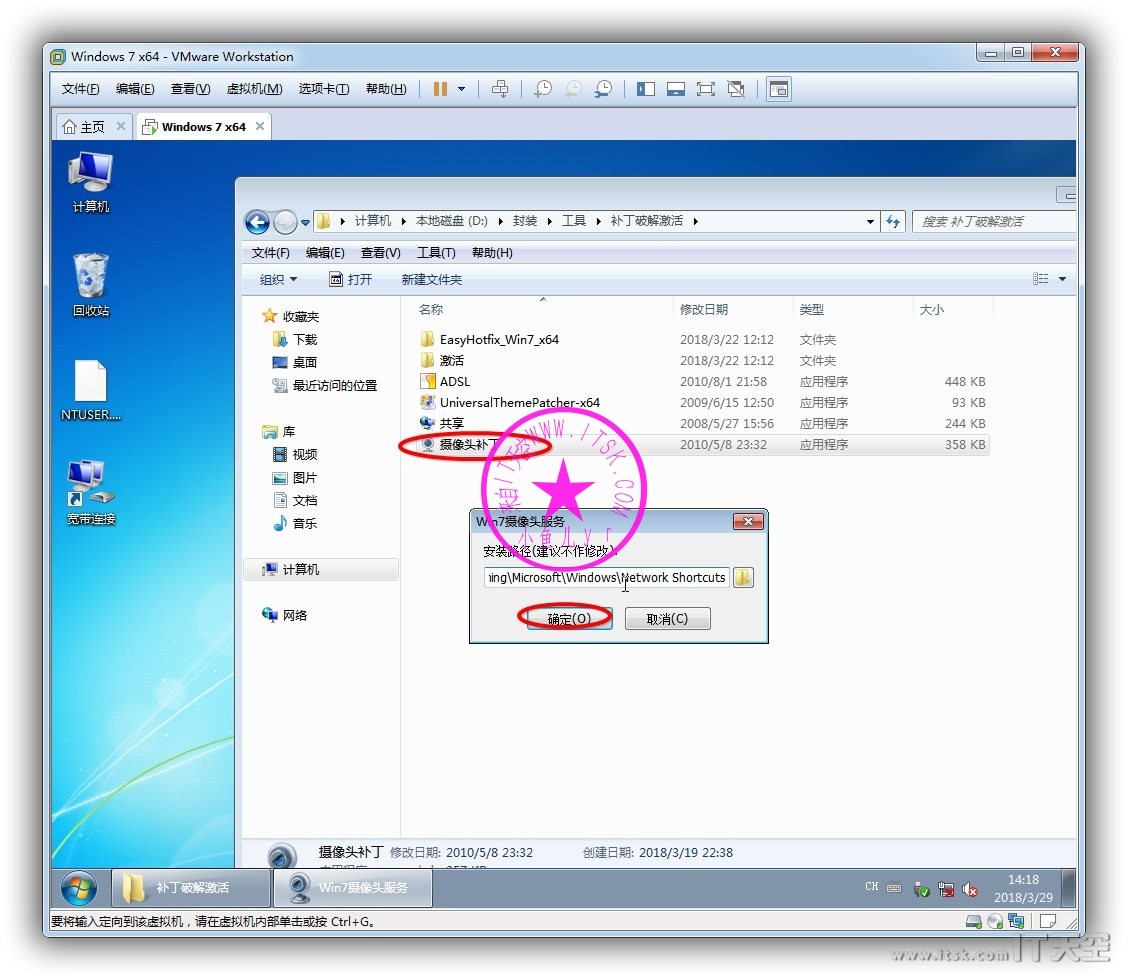 Windows 7 x64 - VMware Workstation
文件(F) 编辑(E) 查看(V) 虚拟机(M) 选项卡(T) 帮助(H)
主页 Windows 7 x64
计算机
回收站
NTUSER....
宽带连接
计算机 本地磁盘 (D:) 封装 工具 补丁破解激活
搜索 补丁破解激活
文件(F) 编辑(E) 查看(V) 工具(T) 帮助(H)
组织 打开 新建文件夹
收藏夹
下载
桌面
最近访问的位置
库
视频
图片
文档
音乐
计算机
网络
名称 修改日期 类型 大小
EasyHotfix_Win7_x64 2018/3/22 12:12 文件夹
激活 2018/3/22 12:12 文件夹
ADSL 2010/8/1 21:58 应用程序 448 KB
UniversalThemePatcher-x64 2009/6/15 12:50 应用程序 93 KB
共享 2008/5/27 15:56 应用程序 244 KB
摄像头补丁 2010/5/8 23:32 应用程序 358 KB
来自IT天空WWW.ITSK.COM
小鱼儿yr
Win7摄像头服务
安装路径(建议不作修改):
ing\Microsoft\Windows\Network Shortcuts
确定(O) 取消(C)
摄像头补丁 修改日期: 2010/5/8 23:32 创建日期: 2018/3/19 22:38
补丁破解激活 Win7摄像头服务
CH
14:18
2018/3/29
要将输入定向到该虚拟机，请在虚拟机内部单击或按 Ctrl+G。
www.itsk.com IT天空